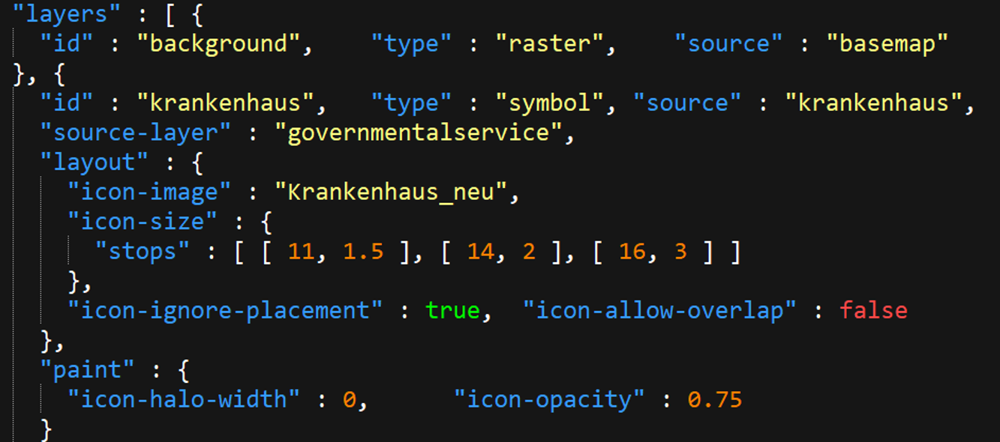 "layers" : [ {
"id" : "background", "type" : "raster", "source" : "basemap"
}, {
"id" : "krankenhaus", "type" : "symbol", "source" : "krankenhaus",
"source-layer" : "governmentalservice",
"layout" : {
"icon-image" : "Krankenhaus_neu",
"icon-size" : {
"stops" : [ [ 11, 1.5 ], [ 14, 2 ], [ 16, 3 ] ]
},
"icon-ignore-placement" : true, "icon-allow-overlap" : false
},
"paint" : {
"icon-halo-width" : 0, "icon-opacity" : 0.75
}